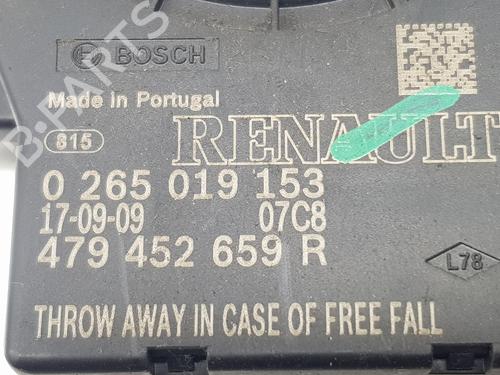 BOSCH
Made in Portugal
815
RENAULT
0 265 019 153
17-09-09 07C8
479 452 659 R
L78
THROW AWAY IN CASE OF FREE FALL
B-PARTS